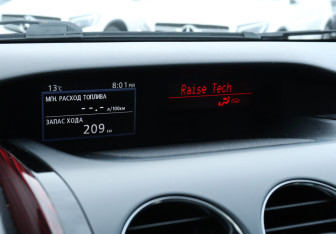 13°C 8:01 PM
Raise Tech
МГН. РАСХОД ТОПЛИВА
--.- л/100км
ЗАПАС ХОДА
209 км